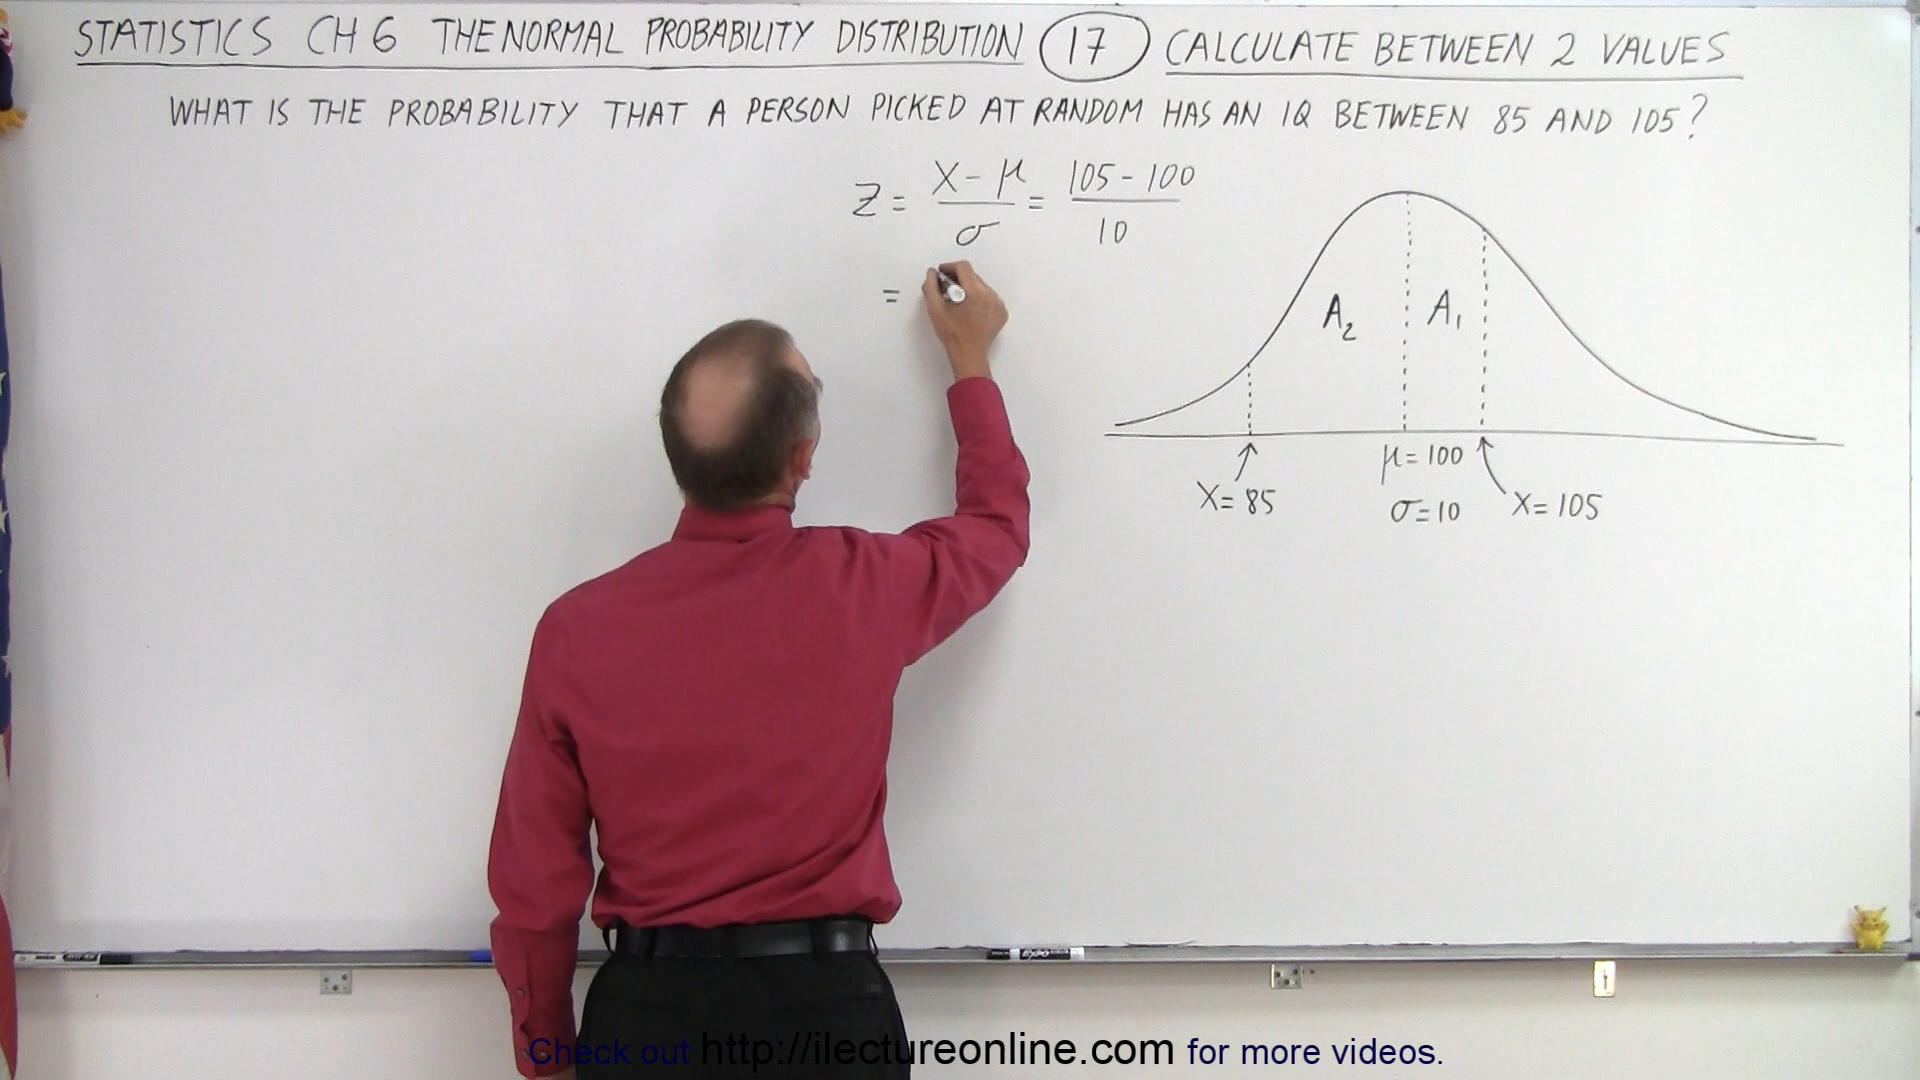 STATISTICS CH 6 THE NORMAL PROBABILITY DISTRIBUTION 17 CALCULATE BETWEEN 2 VALUES
WHAT IS THE PROBABILITY THAT A PERSON PICKED AT RANDOM HAS AN IQ BETWEEN 85 AND 105?
Z = X - μ / σ = 105 - 100 / 10
=
A₂ A₁
X = 85
μ = 100
σ = 10
X = 105
EXPO
Check out http://ilectureonline.com for more videos.